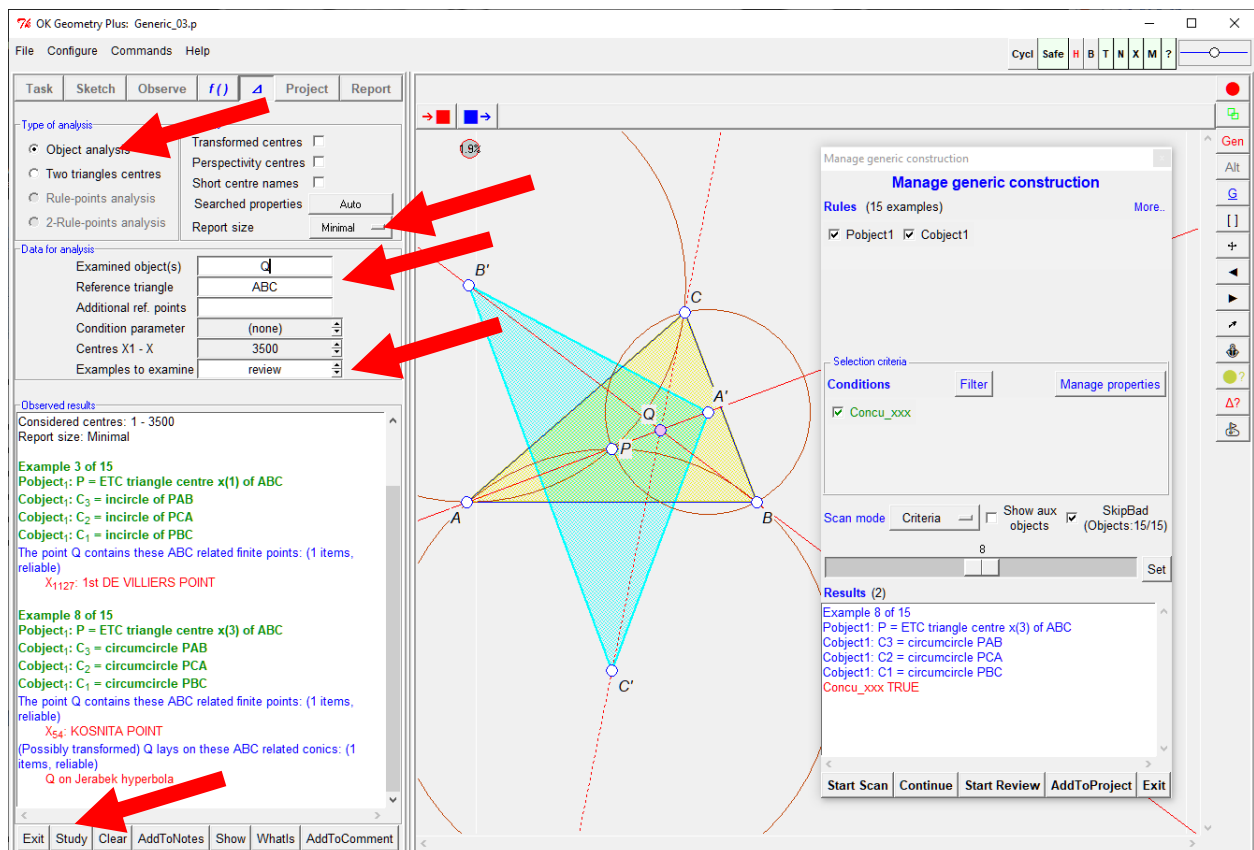 OK Geometry Plus: Generic_03.p
File Configure Commands Help
Cycl Safe H B T N X M ?
Task Sketch Observe f() Δ Project Report
Type of analysis
Object analysis
Two triangles centres
Rule-points analysis
2-Rule-points analysis
Transformed centres
Perspectivity centres
Short centre names
Searched properties Auto
Report size Minimal
Data for analysis
Examined object(s) Q
Reference triangle ABC
Additional ref. points
Condition parameter (none)
Centres X1 - X 3500
Examples to examine review
Observed results
Considered centres: 1 - 3500
Report size: Minimal
Example 3 of 15
Pobject₁: P = ETC triangle centre x(1) of ABC
Cobject₁: C₃ = incircle of PAB
Cobject₁: C₂ = incircle of PCA
Cobject₁: C₁ = incircle of PBC
The point Q contains these ABC related finite points: (1 items,
reliable)
X₁₁₂₇: 1st DE VILLIERS POINT
Example 8 of 15
Pobject₁: P = ETC triangle centre x(3) of ABC
Cobject₁: C₃ = circumcircle PAB
Cobject₁: C₂ = circumcircle PCA
Cobject₁: C₁ = circumcircle PBC
The point Q contains these ABC related finite points: (1 items,
reliable)
X₅₄: KOSNITA POINT
(Possibly transformed) Q lays on these ABC related conics: (1
items, reliable)
Q on Jerabek hyperbola
Exit Study Clear AddToNotes Show WhatIs AddToComment
1.9%
B'
C
A'
Q
P
A
B
C'
Manage generic construction
Manage generic construction
Rules (15 examples) More..
Pobject1 Cobject1
Selection criteria
Conditions Filter Manage properties
Concu_xxx
Scan mode Criteria Show aux objects SkipBad (Objects:15/15)
8
Set
Results (2)
Example 8 of 15
Pobject1: P = ETC triangle centre x(3) of ABC
Cobject1: C3 = circumcircle PAB
Cobject1: C2 = circumcircle PCA
Cobject1: C1 = circumcircle PBC
Concu_xxx TRUE
Start Scan Continue Start Review AddToProject Exit
Gen
Alt
G
[ ]
Δ?